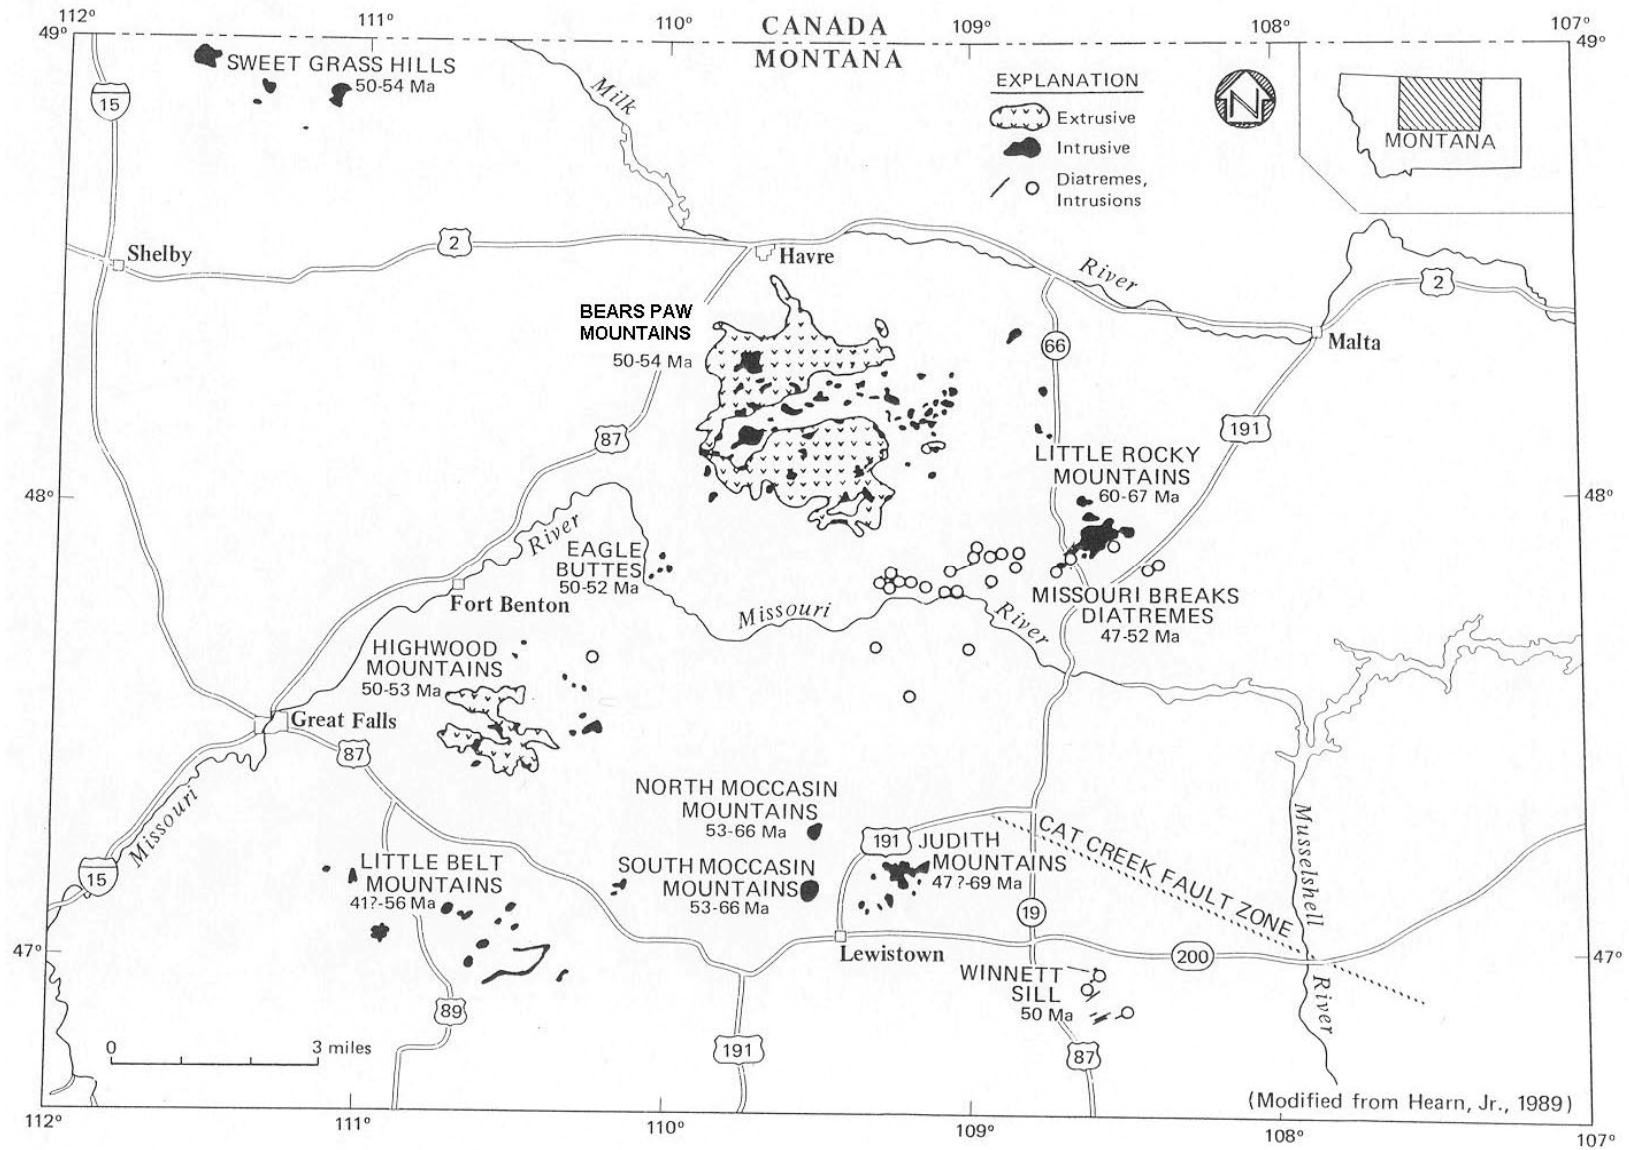 112°
111°
110°
CANADA
109°
108°
107°
49°
MONTANA
49°
SWEET GRASS HILLS
50-54 Ma
15
Milk
EXPLANATION
Extrusive
Intrusive
Diatremes,
Intrusions
N
MONTANA
Shelby
2
Havre
River
2
BEARS PAW
MOUNTAINS
50-54 Ma
66
Malta
87
191
LITTLE ROCKY
MOUNTAINS
60-67 Ma
48°
48°
River
EAGLE
BUTTES
50-52 Ma
Fort Benton
Missouri
River
MISSOURI BREAKS
DIATREMES
47-52 Ma
HIGHWOOD
MOUNTAINS
50-53 Ma
Great Falls
87
Missouri
NORTH MOCCASIN
MOUNTAINS
53-66 Ma
191
JUDITH
MOUNTAINS
47?-69 Ma
CAT CREEK FAULT ZONE
Musselshell
River
15
LITTLE BELT
MOUNTAINS
41?-56 Ma
SOUTH MOCCASIN
MOUNTAINS
53-66 Ma
19
47°
Lewistown
200
47°
WINNETT
SILL
50 Ma
89
191
87
0
3 miles
(Modified from Hearn, Jr., 1989)
112°
111°
110°
109°
108°
107°